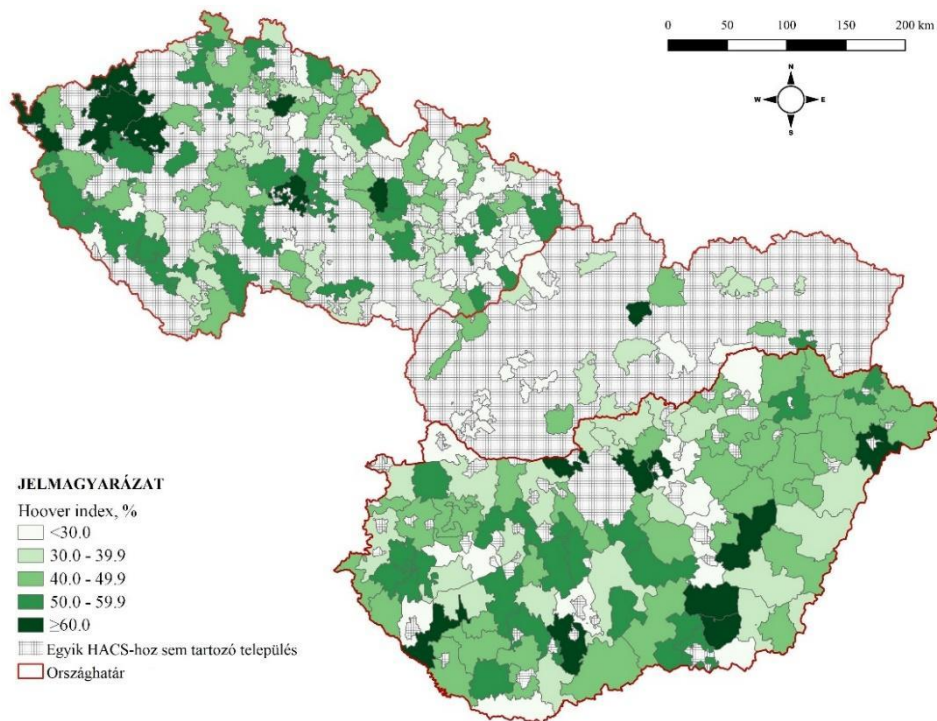 0 50 100 150 200 km
N
W E
S
JELMAGYARÁZAT
Hoover index, %
<30.0
30.0 - 39.9
40.0 - 49.9
50.0 - 59.9
≥60.0
Egyik HACS-hoz sem tartozó település
Országhatár